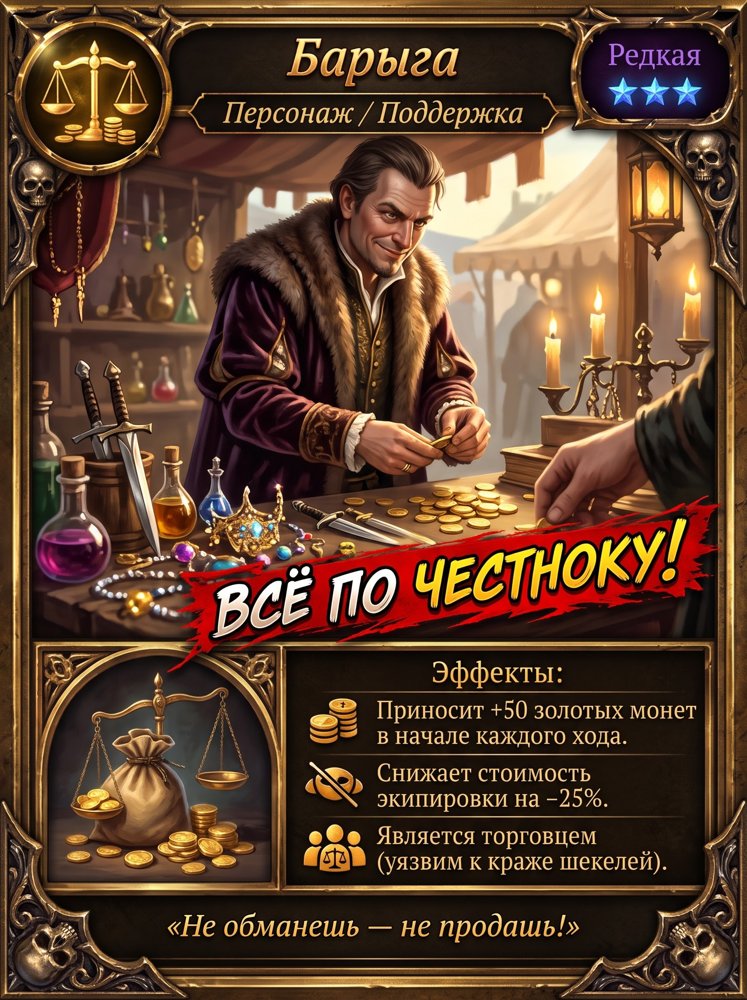 Барыга
Редкая
Персонаж / Поддержка
ВСЁ ПО ЧЕСТНОКУ!
Эффекты:
Приносит +50 золотых монет
в начале каждого хода.
Снижает стоимость
экипировки на –25%.
Является торговцем
(уязвим к краже шекелей).
«Не обманешь — не продашь!»